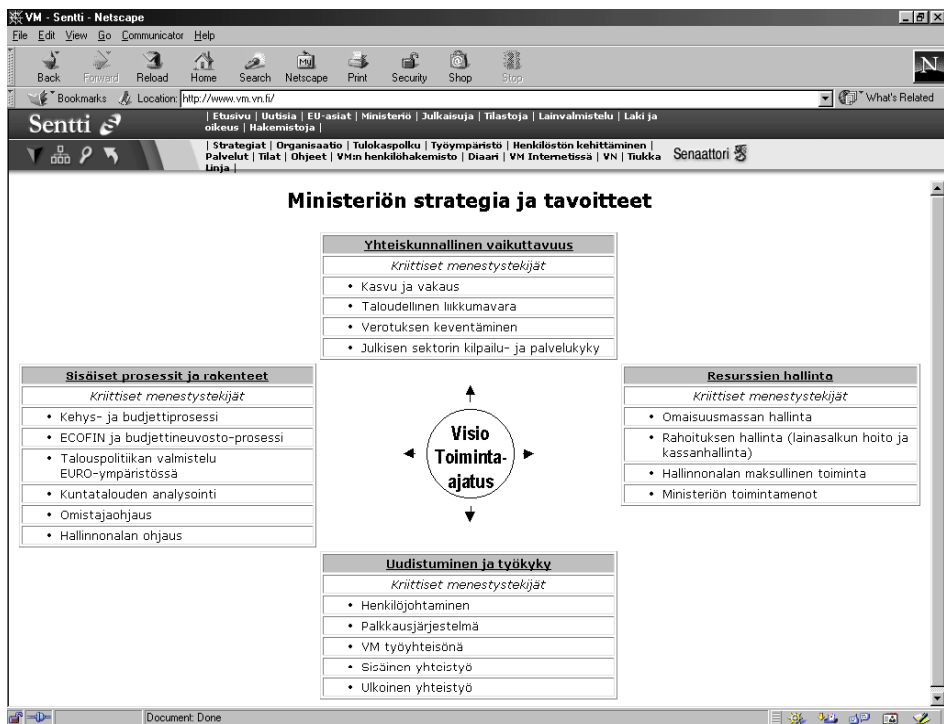 VM - Sentti - Netscape
File Edit View Go Communicator Help
Back Forward Reload Home Search Netscape Print Security Shop Stop
N
Bookmarks Location: http://www.vm.vn.fi/ What's Related
Sentti
| Etusivu | Uutisia | EU-asiat | Ministeriö | Julkaisuja | Tilastoja | Lainvalmistelu | Laki ja
oikeus | Hakemistoja |
| Strategiat | Organisaatio | Tulokaspolku | Työympäristö | Henkilöstön kehittäminen |
Palvelut | Tilat | Ohjeet | VM:n henkilöhakemisto | Diaari | VM Internetissä | VN | Tiukka
Linja |
Senaattori
Ministeriön strategia ja tavoitteet
Yhteiskunnallinen vaikuttavuus
Kriittiset menestystekijät
• Kasvu ja vakaus
• Taloudellinen liikkumavara
• Verotuksen keventäminen
• Julkisen sektorin kilpailu- ja palvelukyky
Sisäiset prosessit ja rakenteet
Kriittiset menestystekijät
• Kehys- ja budjettiprosessi
• ECOFIN ja budjettineuvosto-prosessi
• Talouspolitiikan valmistelu
EURO-ympäristössä
• Kuntatalouden analysointi
• Omistajaohjaus
• Hallinnonalan ohjaus
Visio
Toiminta-
ajatus
Resurssien hallinta
Kriittiset menestystekijät
• Omaisuusmassan hallinta
• Rahoituksen hallinta (lainasalkun hoito ja
kassanhallinta)
• Hallinnonalan maksullinen toiminta
• Ministeriön toimintamenot
Uudistuminen ja työkyky
Kriittiset menestystekijät
• Henkilöjohtaminen
• Palkkausjärjestelmä
• VM työyhteisönä
• Sisäinen yhteistyö
• Ulkoinen yhteistyö
Document: Done